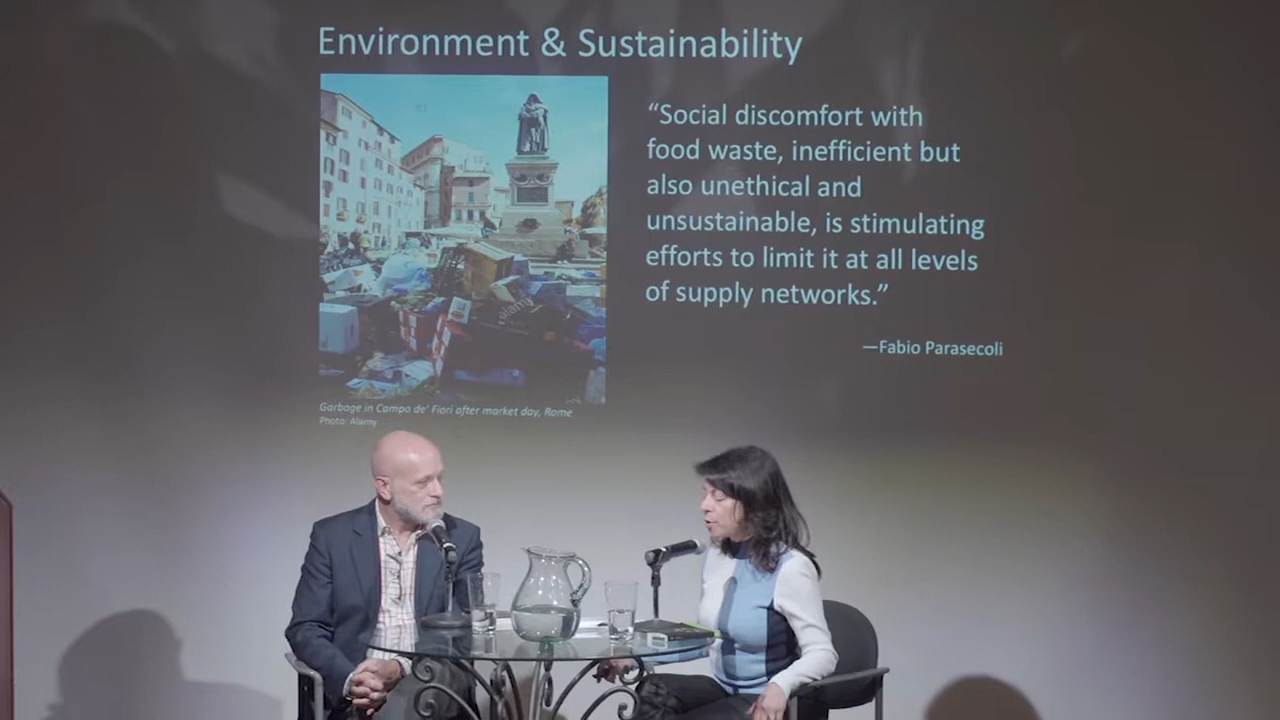 Environment & Sustainability
“Social discomfort with
food waste, inefficient but
also unethical and
unsustainable, is stimulating
efforts to limit it at all levels
of supply networks.”
—Fabio Parasecoli
alamy
Garbage in Campo de' Fiori after market day, Rome
Photo: Alamy